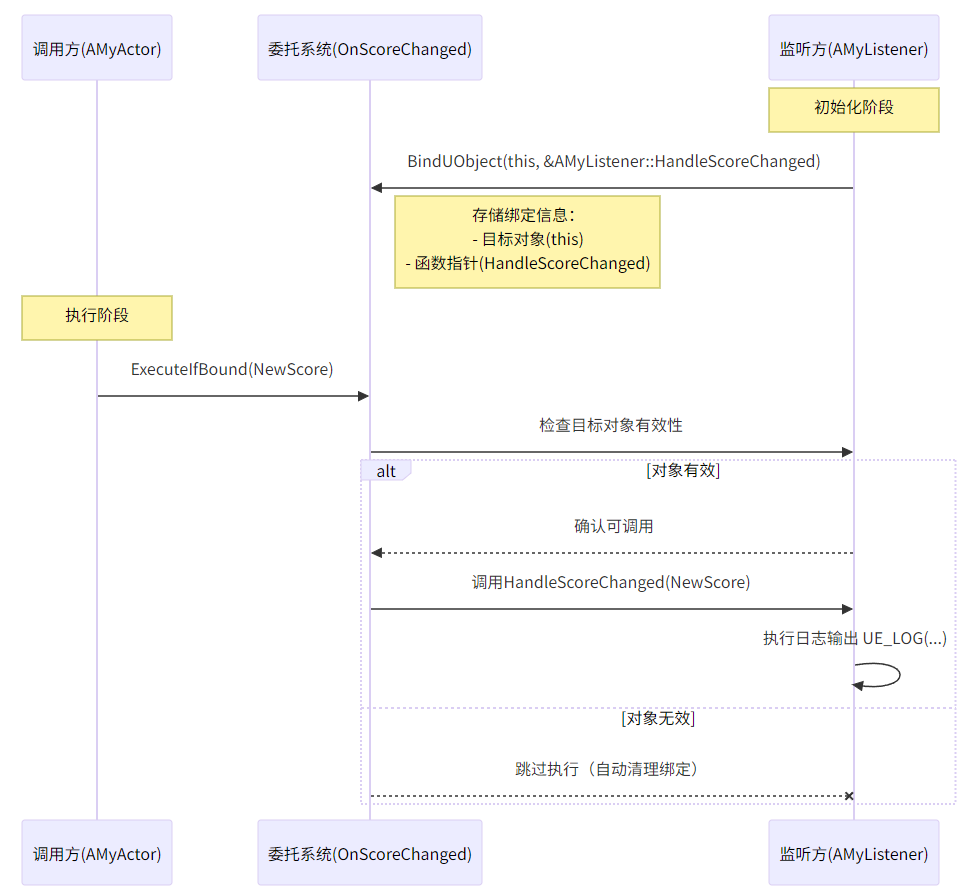 调用方(AMyActor)
委托系统(OnScoreChanged)
监听方(AMyListener)
初始化阶段
BindUObject(this, &AMyListener::HandleScoreChanged)
存储绑定信息：
- 目标对象(this)
- 函数指针(HandleScoreChanged)
执行阶段
ExecuteIfBound(NewScore)
检查目标对象有效性
alt
[对象有效]
确认可调用
调用HandleScoreChanged(NewScore)
执行日志输出 UE_LOG(...)
[对象无效]
跳过执行（自动清理绑定）
调用方(AMyActor)
委托系统(OnScoreChanged)
监听方(AMyListener)